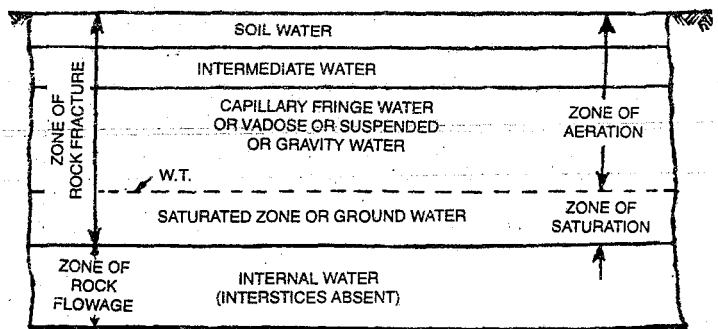 SOIL WATER
INTERMEDIATE WATER
CAPILLARY FRINGE WATER
OR VADOSE OR SUSPENDED
OR GRAVITY WATER
ZONE OF
AERATION
ZONE OF
ROCK FRACTURE
W.T.
SATURATED ZONE OR GROUND WATER
ZONE OF
SATURATION
ZONE OF
ROCK
FLOWAGE
INTERNAL WATER
(INTERSTICES ABSENT)